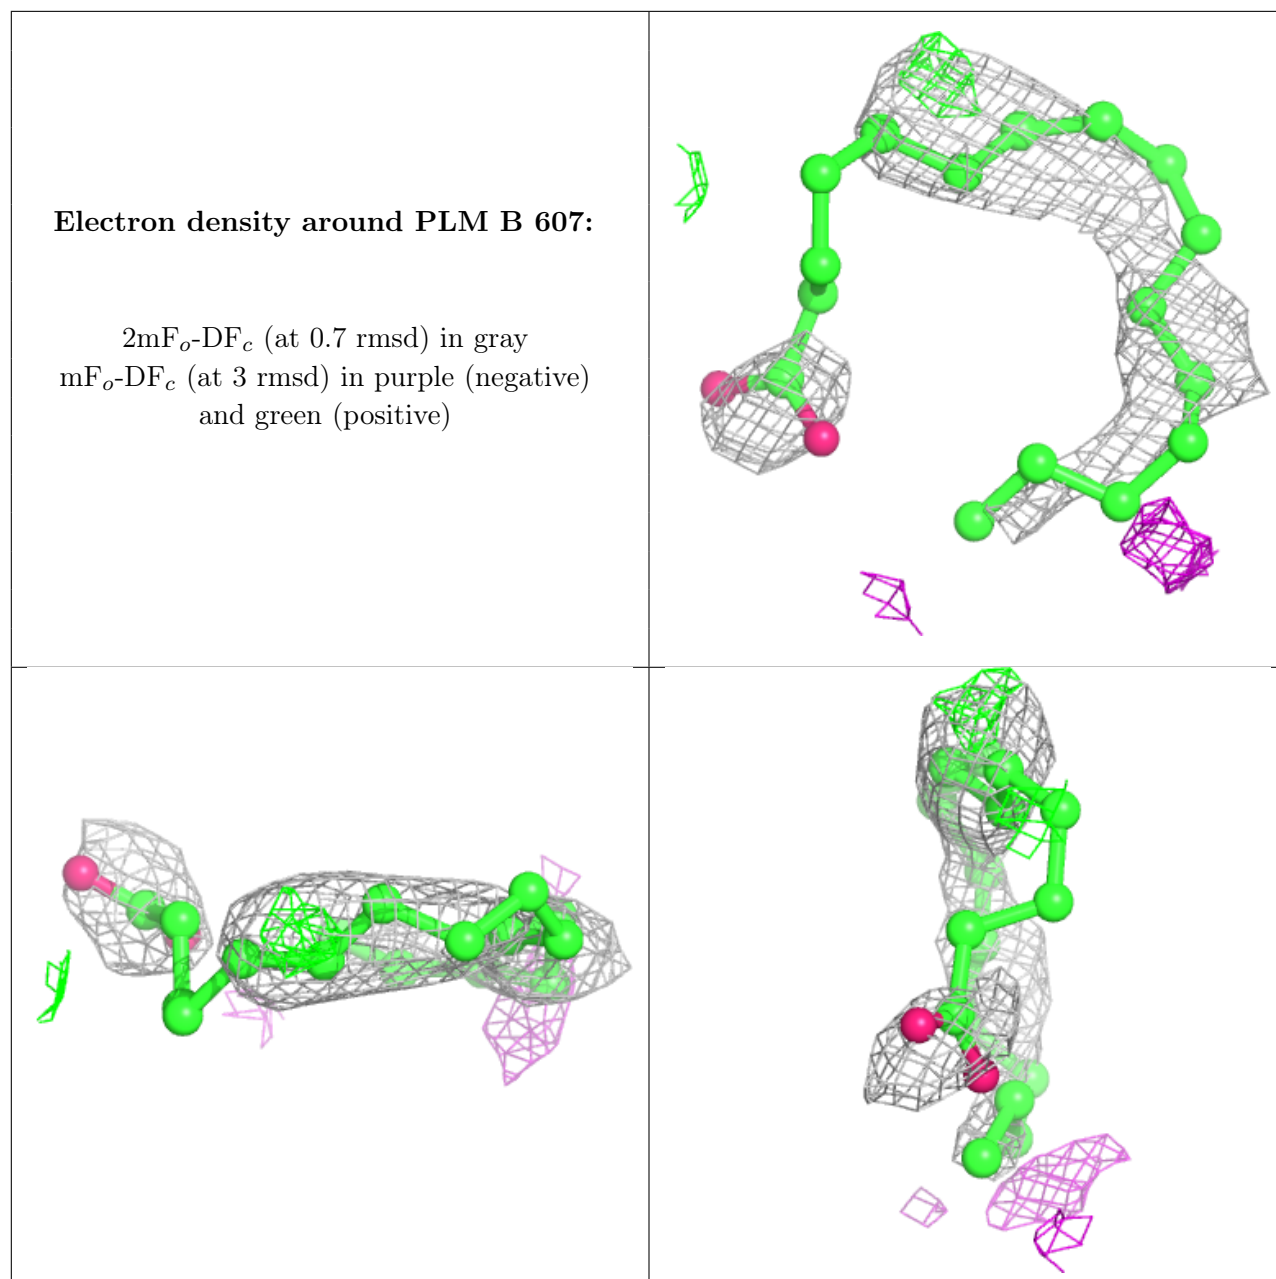 Electron density around PLM B 607:
2mFo-DFc (at 0.7 rmsd) in gray
mFo-DFc (at 3 rmsd) in purple (negative)
and green (positive)